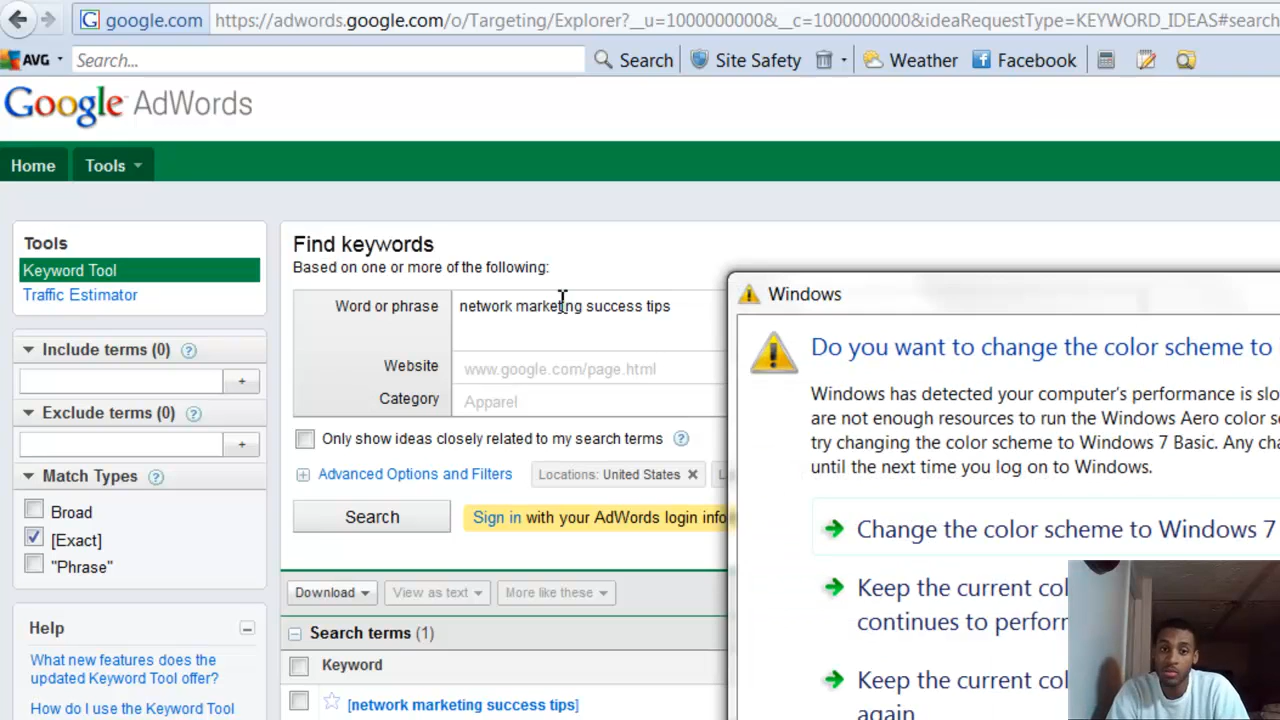 google.com https://adwords.google.com/o/Targeting/Explorer?__u=1000000000&__c=1000000000&ideaRequestType=KEYWORD_IDEAS#search
AVG Search... Search Site Safety Weather Facebook
Google AdWords
Home Tools
Tools
Keyword Tool
Traffic Estimator
Include terms (0) ?
+
Exclude terms (0) ?
+
Match Types ?
Broad
[Exact]
"Phrase"
Help
What new features does the
updated Keyword Tool offer?
How do I use the Keyword Tool
Find keywords
Based on one or more of the following:
Word or phrase network marketing success tips
Website www.google.com/page.html
Category Apparel
Only show ideas closely related to my search terms ?
Advanced Options and Filters Locations: United States
Search Sign in with your AdWords login info
Download View as text More like these
Search terms (1)
Keyword
[network marketing success tips]
Windows
Do you want to change the color scheme to
Windows has detected your computer's performance is
are not enough resources to run the Windows Aero color
try changing the color scheme to Windows 7 Basic. Any
until the next time you log on to Windows.
Change the color scheme to Windows 7
Keep the current
continues to
Keep the current
again